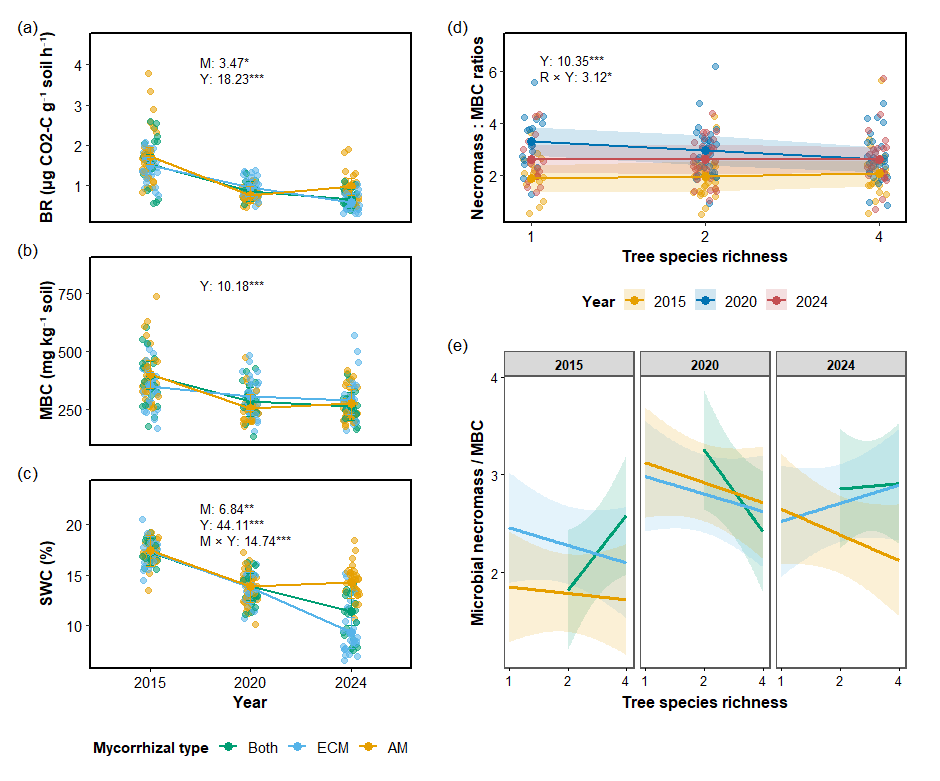 (a)
BR (µg CO2-C g⁻¹ soil h⁻¹)
4
3
2
1
M: 3.47*
Y: 18.23***
(b)
MBC (mg kg⁻¹ soil)
750
500
250
Y: 10.18***
(c)
SWC (%)
20
15
10
M: 6.84**
Y: 44.11***
M × Y: 14.74***
2015 2020 2024
Year
Mycorrhizal type Both ECM AM
(d)
Necromass : MBC ratios
6
4
2
Y: 10.35***
R × Y: 3.12*
1 2 4
Tree species richness
Year 2015 2020 2024
(e)
Microbial necromass / MBC
2015 2020 2024
4
3
2
1 2 4 1 2 4 1 2 4
Tree species richness